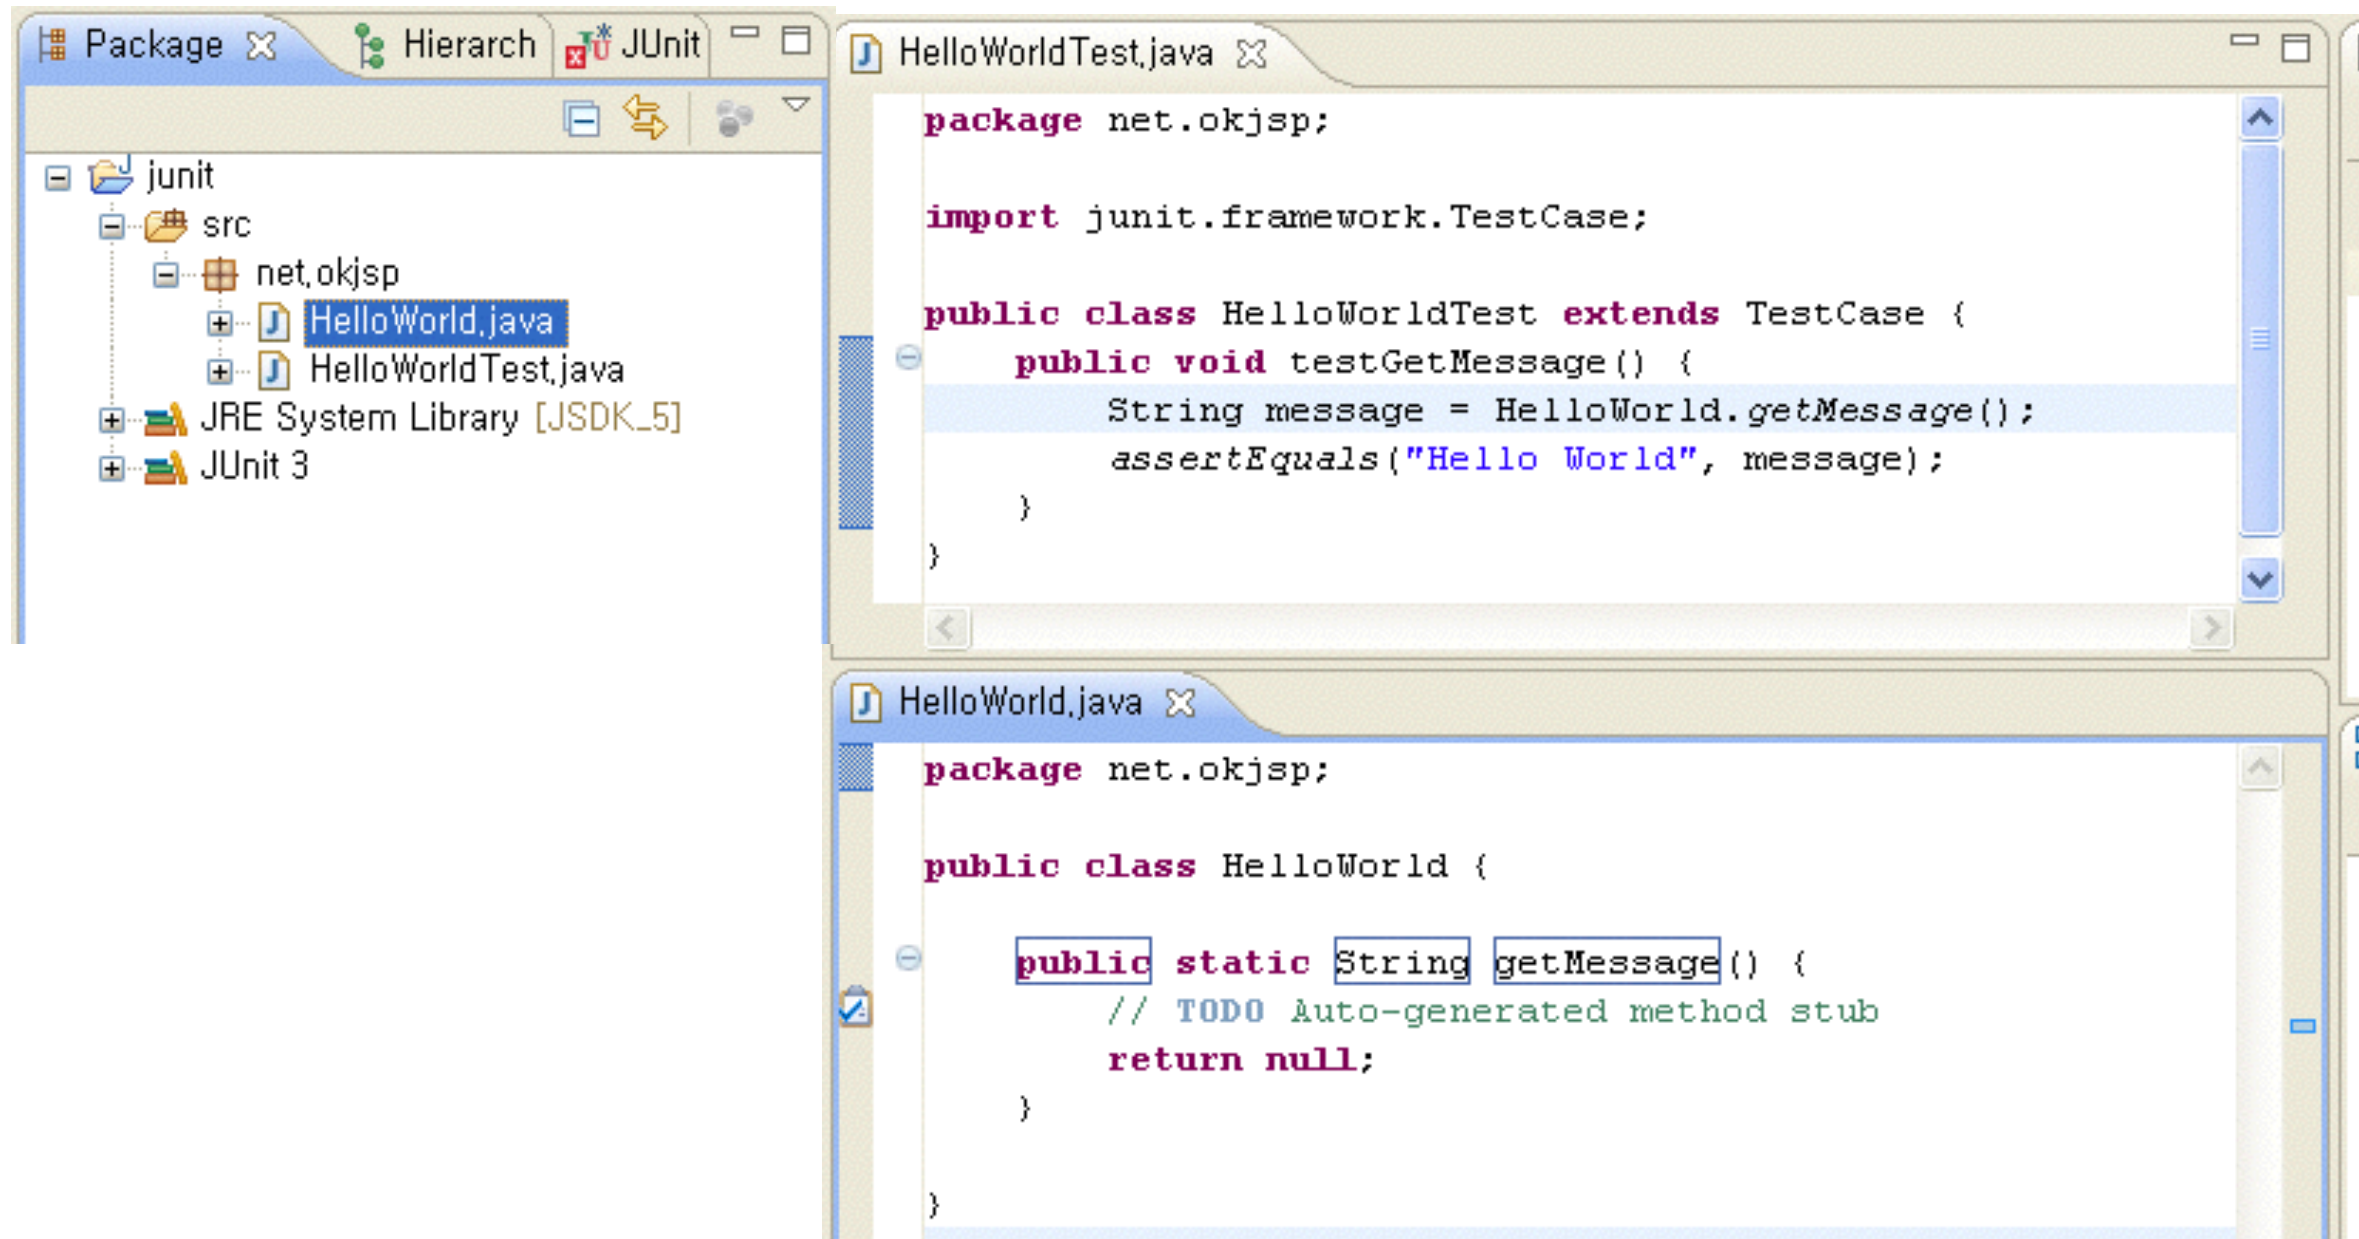 Package
Hierarch
JUnit
junit
src
net.okjsp
HelloWorld.java
HelloWorldTest.java
JRE System Library [JSDK_5]
JUnit 3
HelloWorldTest.java
package net.okjsp;
import junit.framework.TestCase;
public class HelloWorldTest extends TestCase {
public void testGetMessage() {
String message = HelloWorld.getMessage();
assertEquals("Hello World", message);
}
}
HelloWorld.java
package net.okjsp;
public class HelloWorld {
public static String getMessage() {
// TODO Auto-generated method stub
return null;
}
}